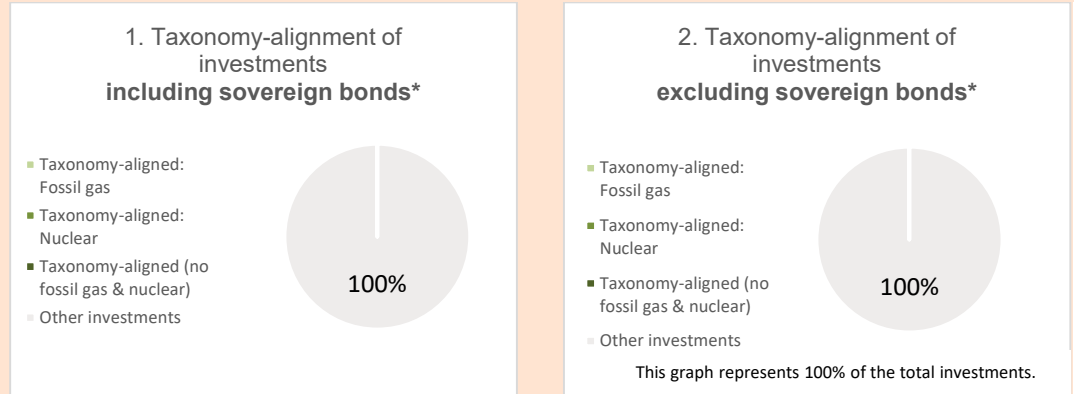 1. Taxonomy-alignment of
investments
including sovereign bonds*
Taxonomy-aligned:
Fossil gas
Taxonomy-aligned:
Nuclear
Taxonomy-aligned (no
fossil gas & nuclear)
Other investments
100%
2. Taxonomy-alignment of
investments
excluding sovereign bonds*
Taxonomy-aligned:
Fossil gas
Taxonomy-aligned:
Nuclear
Taxonomy-aligned (no
fossil gas & nuclear)
Other investments
100%
This graph represents 100% of the total investments.